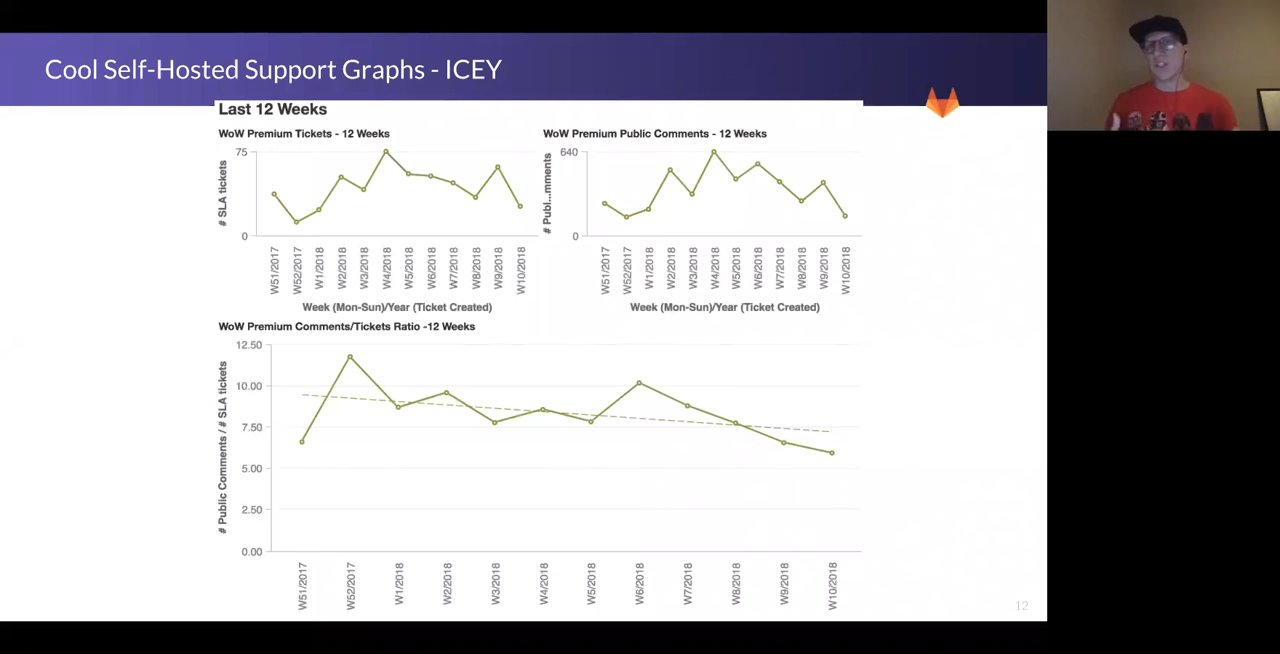 Cool Self-Hosted Support Graphs - ICEY
Last 12 Weeks
WoW Premium Tickets - 12 Weeks
# SLA tickets
75
0
W51/2017
W52/2017
W1/2018
W2/2018
W3/2018
W4/2018
W5/2018
W6/2018
W7/2018
W8/2018
W9/2018
W10/2018
Week (Mon-Sun)/Year (Ticket Created)
WoW Premium Public Comments - 12 Weeks
# Publ...mments
640
0
W51/2017
W52/2017
W1/2018
W2/2018
W3/2018
W4/2018
W5/2018
W6/2018
W7/2018
W8/2018
W9/2018
W10/2018
Week (Mon-Sun)/Year (Ticket Created)
WoW Premium Comments/Tickets Ratio -12 Weeks
# Public Comments / # SLA tickets
12.50
10.00
7.50
5.00
2.50
0.00
W51/2017
W52/2017
W1/2018
W2/2018
W3/2018
W4/2018
W5/2018
W6/2018
W7/2018
W8/2018
W9/2018
W10/2018
12